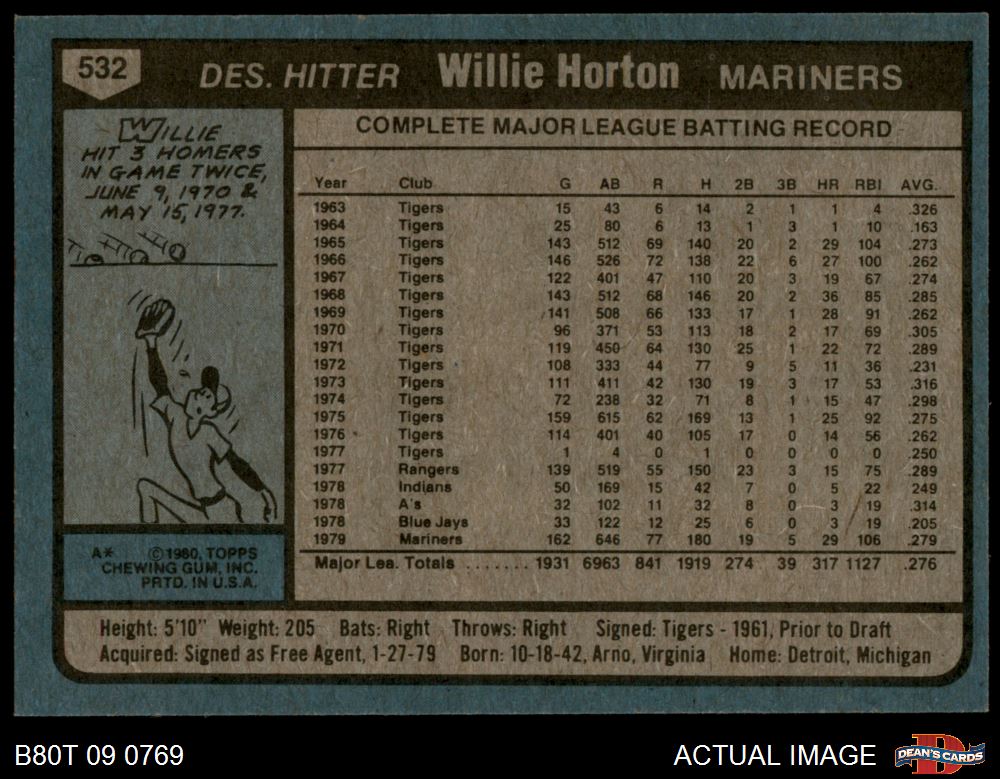 532 DES. HITTER Willie Horton MARINERS
WILLIE
HIT 3 HOMERS
IN GAME TWICE,
JUNE 9, 1970 &
MAY 15, 1977.
A* ©1980, TOPPS
CHEWING GUM, INC.
PRTD. IN U.S.A.
COMPLETE MAJOR LEAGUE BATTING RECORD
Year Club G AB R H 2B 3B HR RBI AVG.
1963 Tigers 15 43 6 14 2 1 1 4 .326
1964 Tigers 25 80 6 13 1 3 1 10 .163
1965 Tigers 143 512 69 140 20 2 29 104 .273
1966 Tigers 146 526 72 138 22 6 27 100 .262
1967 Tigers 122 401 47 110 20 3 19 67 .274
1968 Tigers 143 512 68 146 20 2 36 85 .285
1969 Tigers 141 508 66 133 17 1 28 91 .262
1970 Tigers 96 371 53 113 18 2 17 69 .305
1971 Tigers 119 450 64 130 25 1 22 72 .289
1972 Tigers 108 333 44 77 9 5 11 36 .231
1973 Tigers 111 411 42 130 19 3 17 53 .316
1974 Tigers 72 238 32 71 8 1 15 47 .298
1975 Tigers 159 615 62 169 13 1 25 92 .275
1976 Tigers 114 401 40 105 17 0 14 56 .262
1977 Tigers 1 4 0 1 0 0 0 0 .250
1977 Rangers 139 519 55 150 23 3 15 75 .289
1978 Indians 50 169 15 42 7 0 5 22 249
1978 A's 32 102 11 32 8 0 3 19 .314
1978 Blue Jays 33 122 12 25 6 0 3 19 .205
1979 Mariners 162 646 77 180 19 5 29 106 .279
Major Lea. Totals ....... 1931 6963 841 1919 274 39 317 1127 .276
Height: 5'10" Weight: 205 Bats: Right Throws: Right Signed: Tigers - 1961, Prior to Draft
Acquired: Signed as Free Agent, 1-27-79 Born: 10-18-42, Arno, Virginia Home: Detroit, Michigan
B80T 09 0769 ACTUAL IMAGE DEAN'S CARDS